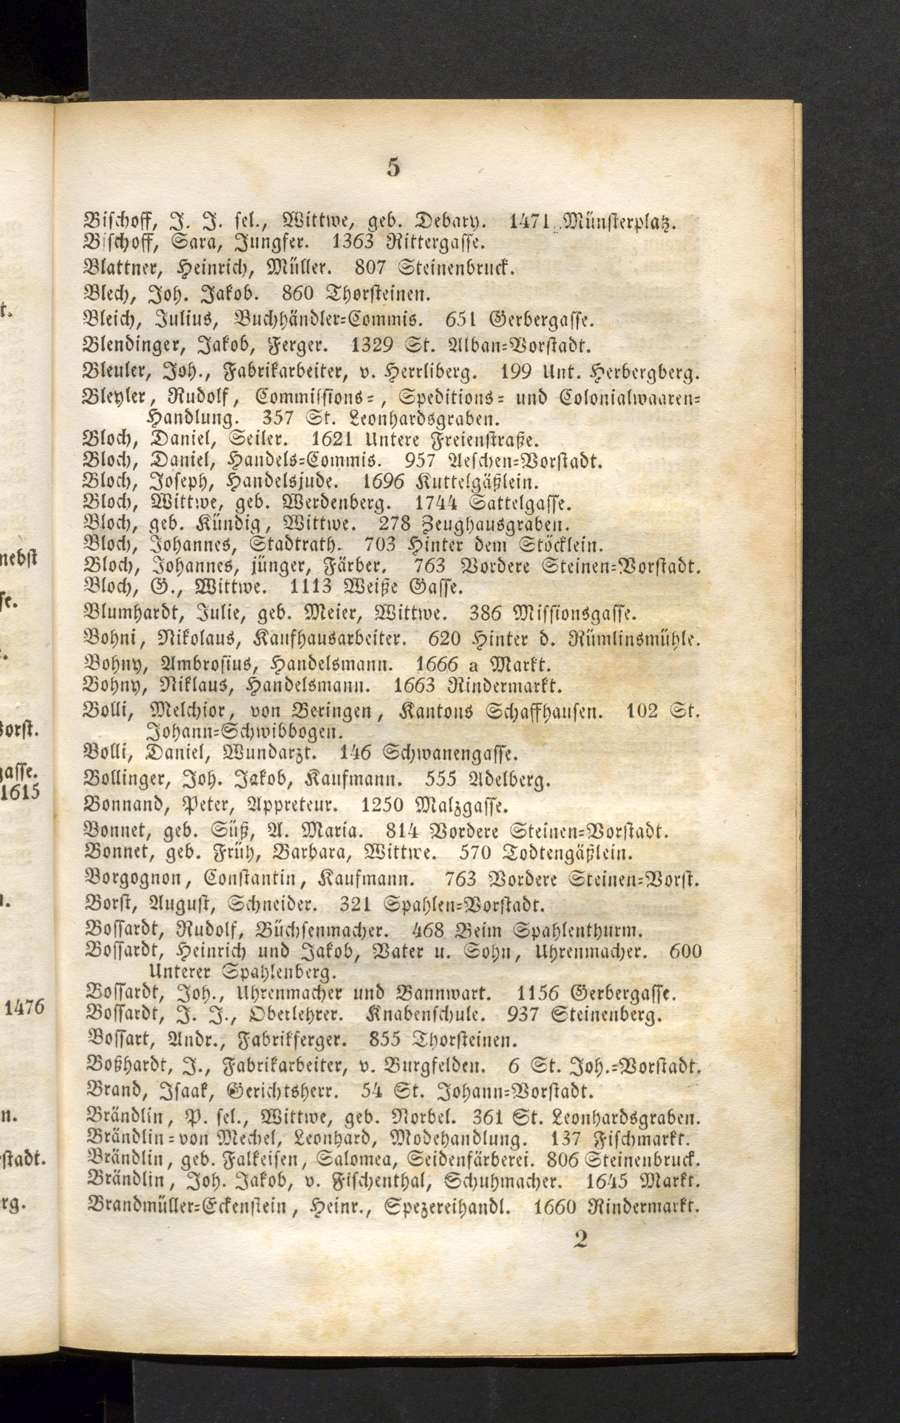 5
Bischoff, J. J. sel., Wittwe, geb. Debary. 1471 Münsterplatz.
Bischoff, Sara, Jungfer. 1363 Rittergasse.
Blattner, Heinrich, Müller. 807 Steinenbruck.
Blech, Joh. Jakob. 860 Thorsteinen.
Bleich, Julius, Buchhändler-Commis. 651 Gerbergasse.
Blendinger, Jakob, Ferger. 1329 St. Alban-Vorstadt.
Bleuler, Joh., Fabrikarbeiter, v. Herrliberg. 199 Unt. Herbergberg.
Bleyler, Rudolf, Commissions-, Speditions- und Colonialwaaren-
Handlung. 357 St. Leonhardsgraben.
Bloch, Daniel, Seiler. 1621 Untere Freienstraße.
Bloch, Daniel, Handels-Commis. 957 Aeschen-Vorstadt.
Bloch, Joseph, Handelsjude. 1696 Kuttelgäßlein.
Bloch, Wittwe, geb. Werdenberg. 1744 Sattelgasse.
Bloch, geb. Kündig, Wittwe. 278 Zeughausgraben.
Bloch, Johannes, Stadtrath. 703 Hinter dem Stöcklein.
Bloch, Johannes, jünger, Färber. 763 Vordere Steinen-Vorstadt.
Bloch, G., Wittwe. 1113 Weiße Gasse.
Blumhardt, Julie, geb. Meier, Wittwe. 386 Missionsgasse.
Bohni, Nikolaus, Kaufhausarbeiter. 620 Hinter d. Rümlinsmühle.
Bohny, Ambrosius, Handelsmann. 1666 a Markt.
Bohny, Niklaus, Handelsmann. 1663 Rindermarkt.
Bolli, Melchior, von Beringen, Kantons Schaffhausen. 102 St.
Johann-Schwibbogen.
Bolli, Daniel, Wundarzt. 146 Schwanengasse.
Bollinger, Joh. Jakob, Kaufmann. 555 Adelberg.
Bonnand, Peter, Appreteur. 1250 Malzgasse.
Bonnet, geb. Süß, A. Maria. 814 Vordere Steinen-Vorstadt.
Bonnet, geb. Früh, Barbara, Wittwe. 570 Todtengäßlein.
Borgognon, Constantin, Kaufmann. 763 Vordere Steinen-Vorst.
Borst, August, Schneider. 321 Spahlen-Vorstadt.
Bossardt, Rudolf, Büchsenmacher. 468 Beim Spahlenthurm.
Bossardt, Heinrich und Jakob, Vater u. Sohn, Uhrenmacher. 600
Unterer Spahlenberg.
Bossardt, Joh., Uhrenmacher und Bannwart. 1156 Gerbergasse.
Bossardt, J. J., Oberlehrer. Knabenschule. 937 Steinenberg.
Bossart, Andr., Fabrikferger. 855 Thorsteinen.
Boßhardt, J., Fabrikarbeiter, v. Burgfelden. 6 St. Joh.-Vorstadt.
Brand, Isaak, Gerichtsherr. 54 St. Johann-Vorstadt.
Brändlin, P. sel., Wittwe, geb. Norbel. 361 St. Leonhardsgraben.
Brändlin-von Mechel, Leonhard, Modehandlung. 137 Fischmarkt.
Brändlin, geb. Falkeisen, Salomea, Seidenfärberei. 806 Steinenbruck.
Brändlin, Joh. Jakob, v. Fischenthal, Schuhmacher. 1645 Markt.
Brandmüller-Eckenstein, Heinr., Spezereihandl. 1660 Rindermarkt.
2
nebst
1615
1476